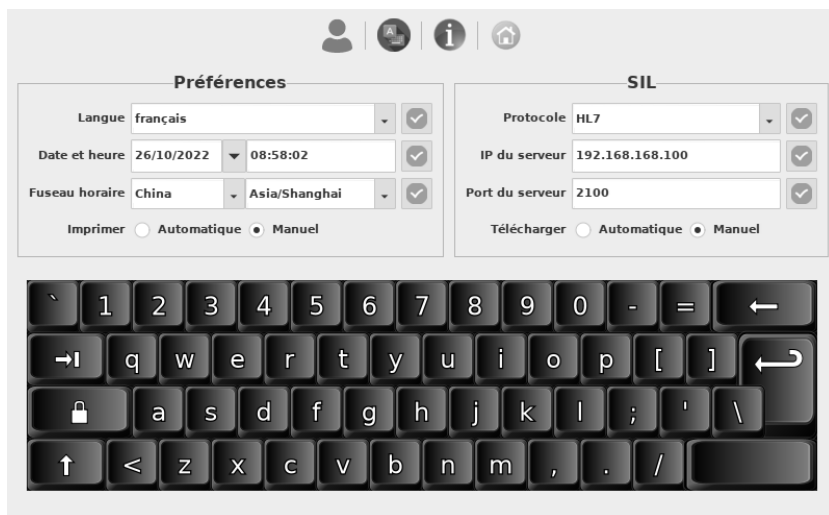 Préférences
SIL
Langue français
Protocole HL7
Date et heure 26/10/2022 08:58:02
IP du serveur 192.168.168.100
Fuseau horaire China Asia/Shanghai
Port du serveur 2100
Imprimer Automatique Manuel
Télécharger Automatique Manuel
` 1 2 3 4 5 6 7 8 9 0 - =
q w e r t y u i o p [ ]
a s d f g h j k l ; ' \
< z x c v b n m , . /